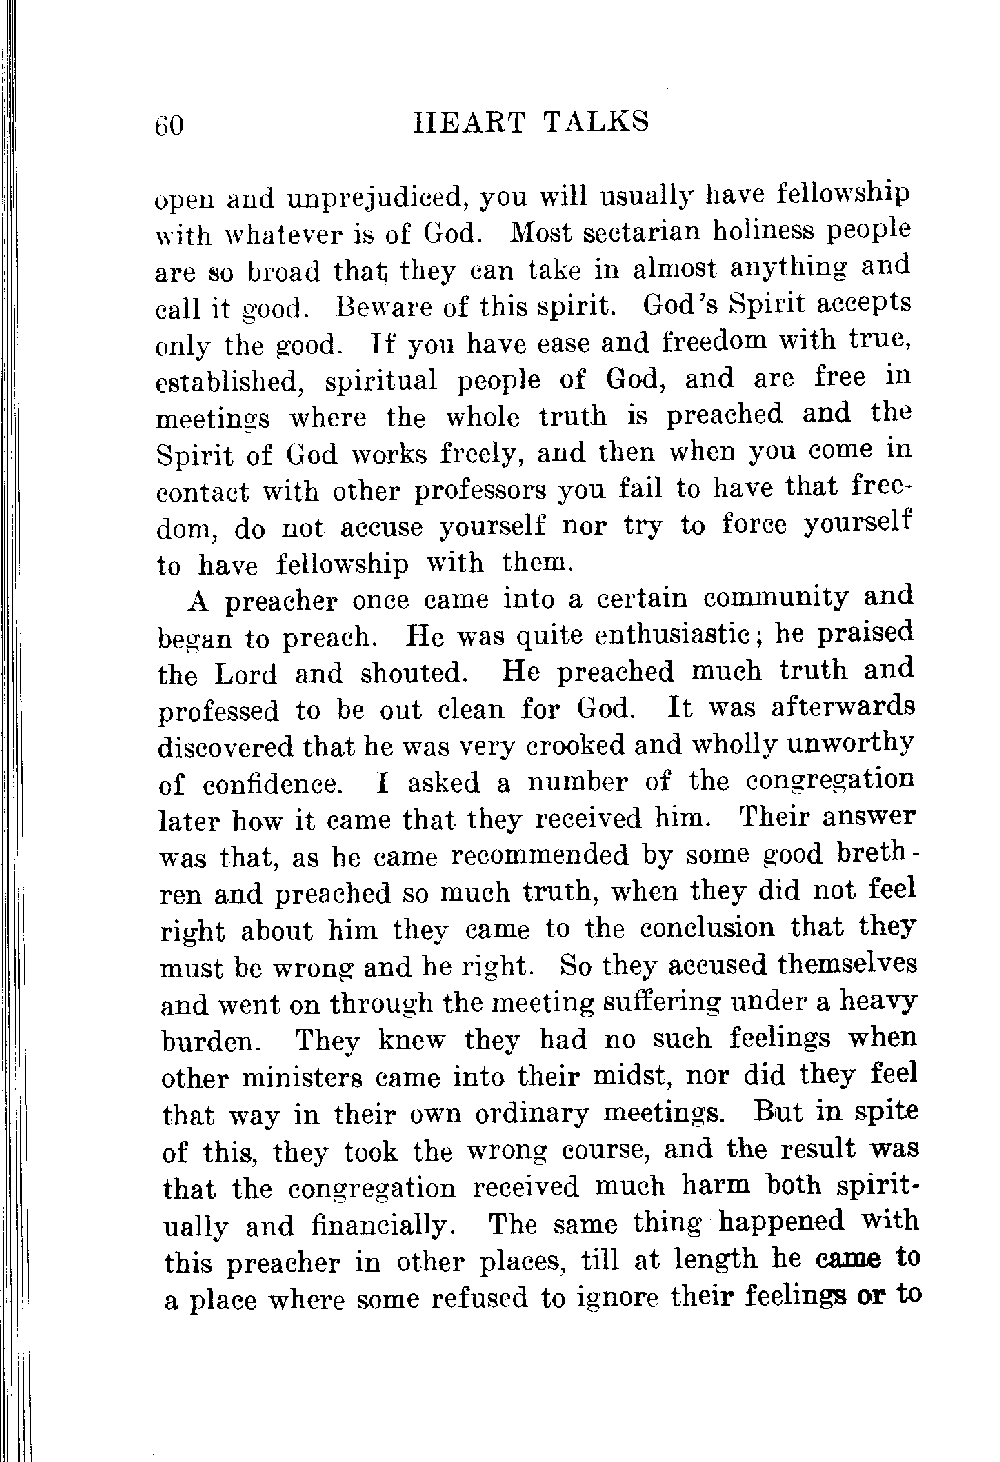 60 HEART TALKS
open and unprejudiced, you will usually have fellowship
with whatever is of God. Most sectarian holiness people
are so broad that they can take in almost anything and
call it good. Beware of this spirit. God's Spirit accepts
only the good. If you have ease and freedom with true,
established, spiritual people of God, and are free in
meetings where the whole truth is preached and the
Spirit of God works freely, and then when you come in
contact with other professors you fail to have that free-
dom, do not accuse yourself nor try to force yourself
to have fellowship with them.
A preacher once came into a certain community and
began to preach. He was quite enthusiastic; he praised
the Lord and shouted. He preached much truth and
professed to be out clean for God. It was afterwards
discovered that he was very crooked and wholly unworthy
of confidence. I asked a number of the congregation
later how it came that they received him. Their answer
was that, as he came recommended by some good breth-
ren and preached so much truth, when they did not feel
right about him they came to the conclusion that they
must be wrong and he right. So they accused themselves
and went on through the meeting suffering under a heavy
burden. They knew they had no such feelings when
other ministers came into their midst, nor did they feel
that way in their own ordinary meetings. But in spite
of this, they took the wrong course, and the result was
that the congregation received much harm both spirit-
ually and financially. The same thing happened with
this preacher in other places, till at length he came to
a place where some refused to ignore their feelings or to